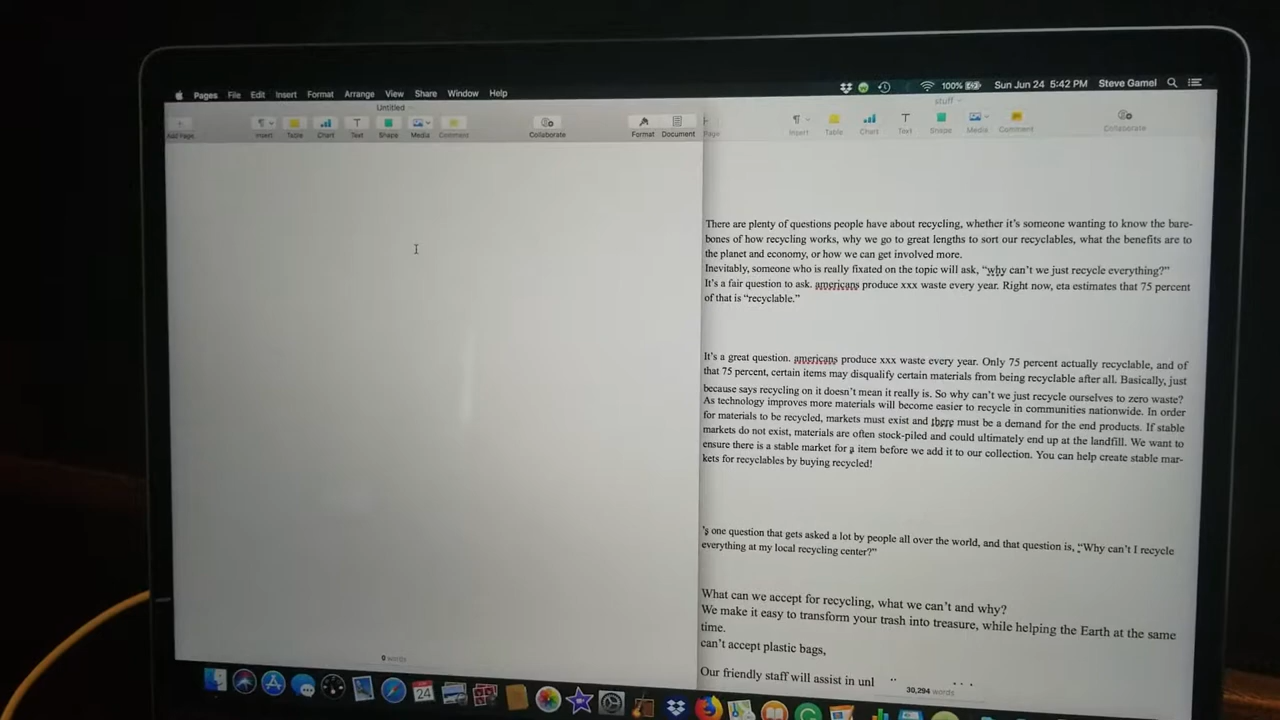 Pages File Edit Insert Format Arrange View Share Window Help
100% Sun Jun 24 5:42 PM Steve Gamel
Untitled
Add Page Insert Table Chart Text Shape Media Comment Collaborate Format Document
stuff
Page Insert Table Chart Text Shape Media Comment Collaborate
There are plenty of questions people have about recycling, whether it's someone wanting to know the bare-
bones of how recycling works, why we go to great lengths to sort our recyclables, what the benefits are to
the planet and economy, or how we can get involved more.
Inevitably, someone who is really fixated on the topic will ask, “why can't we just recycle everything?”
It's a fair question to ask. americans produce xxx waste every year. Right now, eta estimates that 75 percent
of that is “recyclable.”
It's a great question. americans produce xxx waste every year. Only 75 percent actually recyclable, and of
that 75 percent, certain items may disqualify certain materials from being recyclable after all. Basically, just
because says recycling on it doesn't mean it really is. So why can't we just recycle ourselves to zero waste?
As technology improves more materials will become easier to recycle in communities nationwide. In order
for materials to be recycled, markets must exist and there must be a demand for the end products. If stable
markets do not exist, materials are often stock-piled and could ultimately end up at the landfill. We want to
ensure there is a stable market for a item before we add it to our collection. You can help create stable mar-
kets for recyclables by buying recycled!
's one question that gets asked a lot by people all over the world, and that question is, “Why can't I recycle
everything at my local recycling center?”
What can we accept for recycling, what we can't and why?
We make it easy to transform your trash into treasure, while helping the Earth at the same
time.
can't accept plastic bags,
Our friendly staff will assist in unl
0 words
30,294 words
24